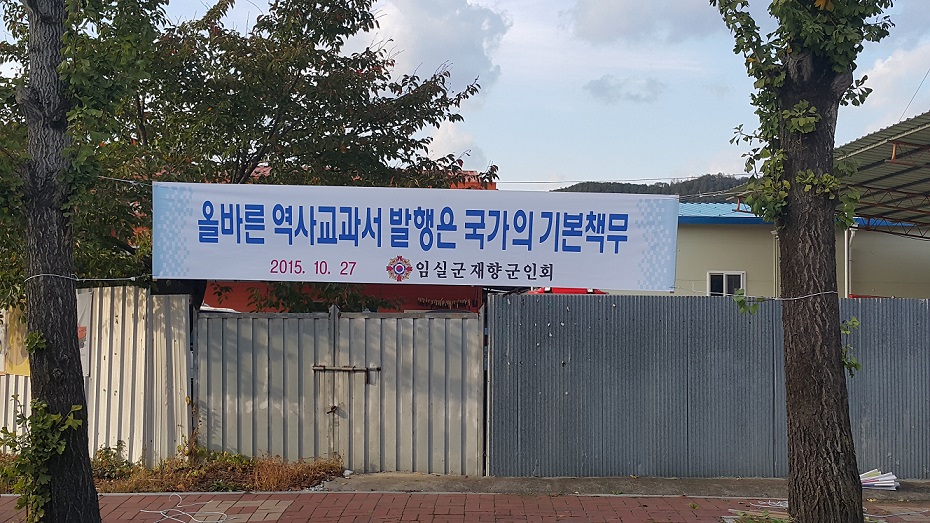 올바른 역사교과서 발행은 국가의 기본책무
2015. 10. 27 임실군재향군인회